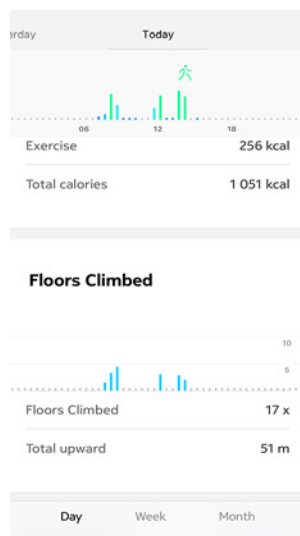 erday Today
06 12 18
Exercise 256 kcal
Total calories 1 051 kcal
Floors Climbed
10
5
Floors Climbed 17 x
Total upward 51 m
Day Week Month